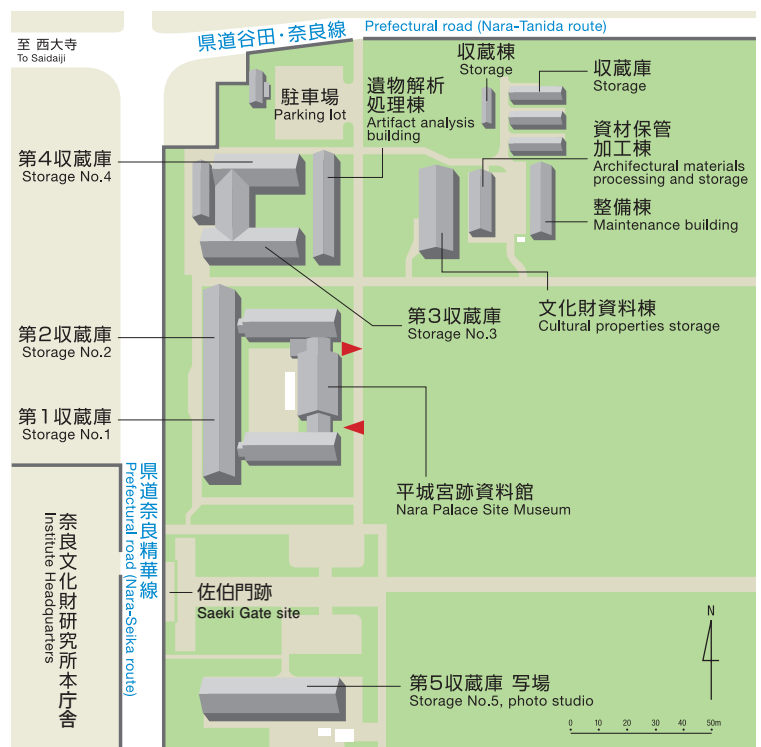 県道谷田・奈良線
Prefectural road (Nara-Tanida route)
至 西大寺
To Saidaiji
駐車場
Parking lot
遺物解析
処理棟
Artifact analysis
building
収蔵棟
Storage
収蔵庫
Storage
資材保管
加工棟
Archifectural materials
processing and storage
整備棟
Maintenance building
第4収蔵庫
Storage No.4
第3収蔵庫
Storage No.3
文化財資料棟
Cultural properties storage
第2収蔵庫
Storage No.2
第1収蔵庫
Storage No.1
平城宮跡資料館
Nara Palace Site Museum
県道奈良精華線
Prefectural road (Nara-Seika route)
奈良文化財研究所本庁舎
Institute Headquarters
佐伯門跡
Saeki Gate site
第5収蔵庫 写場
Storage No.5, photo studio
N
0 10 20 30 40 50m